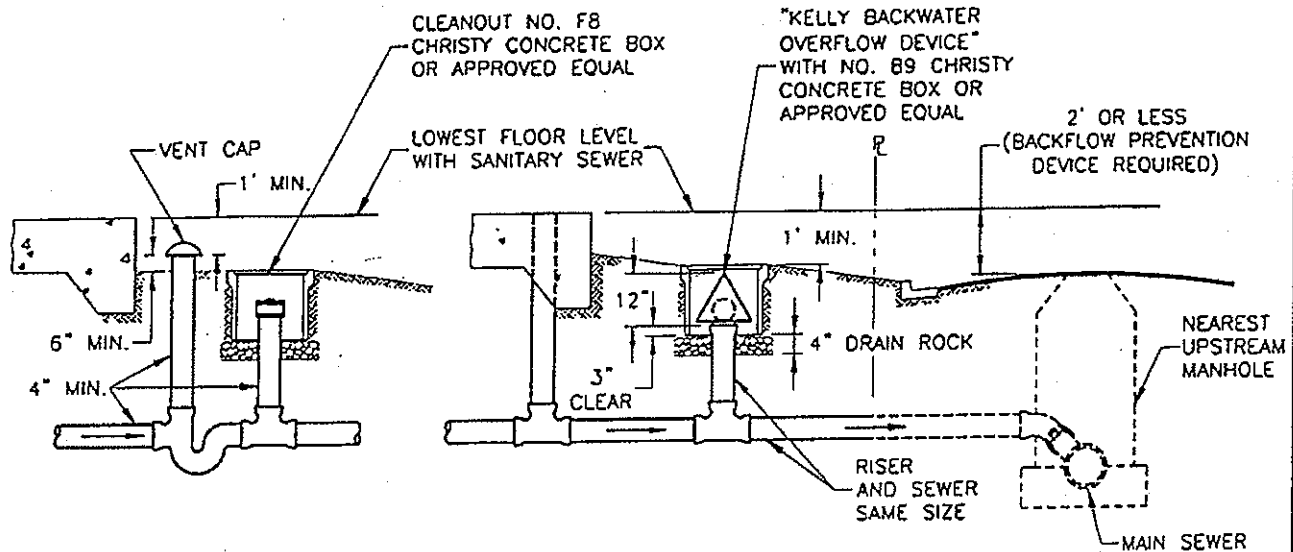 CLEANOUT NO. F8
CHRISTY CONCRETE BOX
OR APPROVED EQUAL
"KELLY BACKWATER
OVERFLOW DEVICE"
WITH NO. B9 CHRISTY
CONCRETE BOX OR
APPROVED EQUAL
2' OR LESS
(BACKFLOW PREVENTION
DEVICE REQUIRED)
VENT CAP
LOWEST FLOOR LEVEL
WITH SANITARY SEWER
PL
1' MIN.
1' MIN.
12"
6" MIN.
4" DRAIN ROCK
NEAREST
UPSTREAM
MANHOLE
4" MIN.
3"
CLEAR
RISER
AND SEWER
SAME SIZE
MAIN SEWER